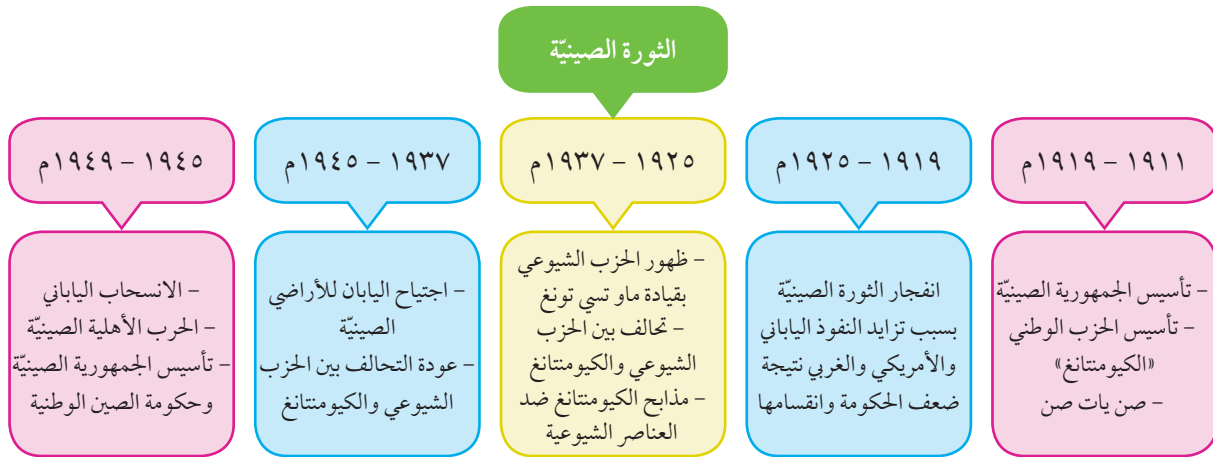 الثورة الصينيّة
١٩١١ – ١٩١٩م
– تأسيس الجمهورية الصينيّة
– تأسيس الحزب الوطني
«الكيومنتانغ»
– صن يات صن
١٩١٩ – ١٩٢٥م
انفجار الثورة الصينيّة
بسبب تزايد النفوذ الياباني
والأمريكي والغربي نتيجة
ضعف الحكومة وانقسامها
١٩٢٥ – ١٩٣٧م
– ظهور الحزب الشيوعي
بقيادة ماو تسي تونغ
– تحالف بين الحزب
الشيوعي والكيومنتانغ
– مذابح الكيومنتانغ ضد
العناصر الشيوعية
١٩٣٧ – ١٩٤٥م
– اجتياح اليابان للأراضي
الصينيّة
– عودة التحالف بين الحزب
الشيوعي والكيومنتانغ
١٩٤٥ – ١٩٤٩م
– الانسحاب الياباني
– الحرب الأهلية الصينيّة
– تأسيس الجمهورية الصينيّة
وحكومة الصين الوطنية